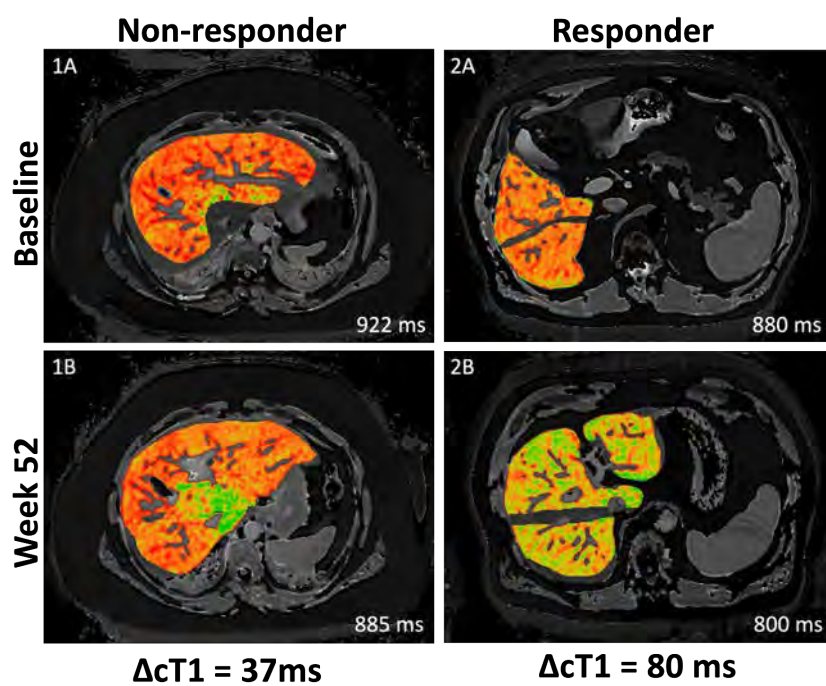 Non-responder
Responder
Baseline
1A
922 ms
2A
880 ms
Week 52
1B
885 ms
2B
800 ms
ΔcT1 = 37ms
ΔcT1 = 80 ms